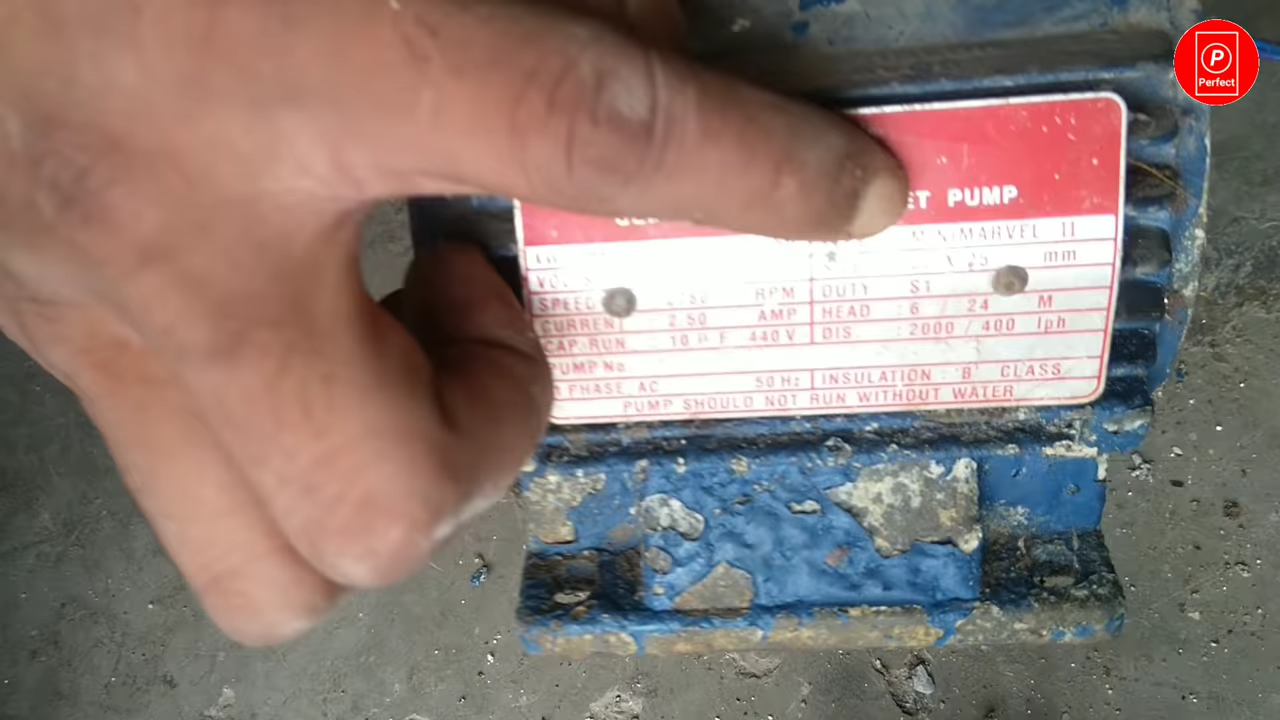 P
Perfect
ET PUMP
MINIMARVEL II
X 25 mm
SPEED RPM DUTY S1
CURRENT 2.50 AMP HEAD : 6 / 24 M
CAP. RUN 10 440 V DIS. : 2000 / 400 lph
PUMP No
PHASE AC 50 Hz INSULATION : 'B' CLASS
PUMP SHOULD NOT RUN WITHOUT WATER